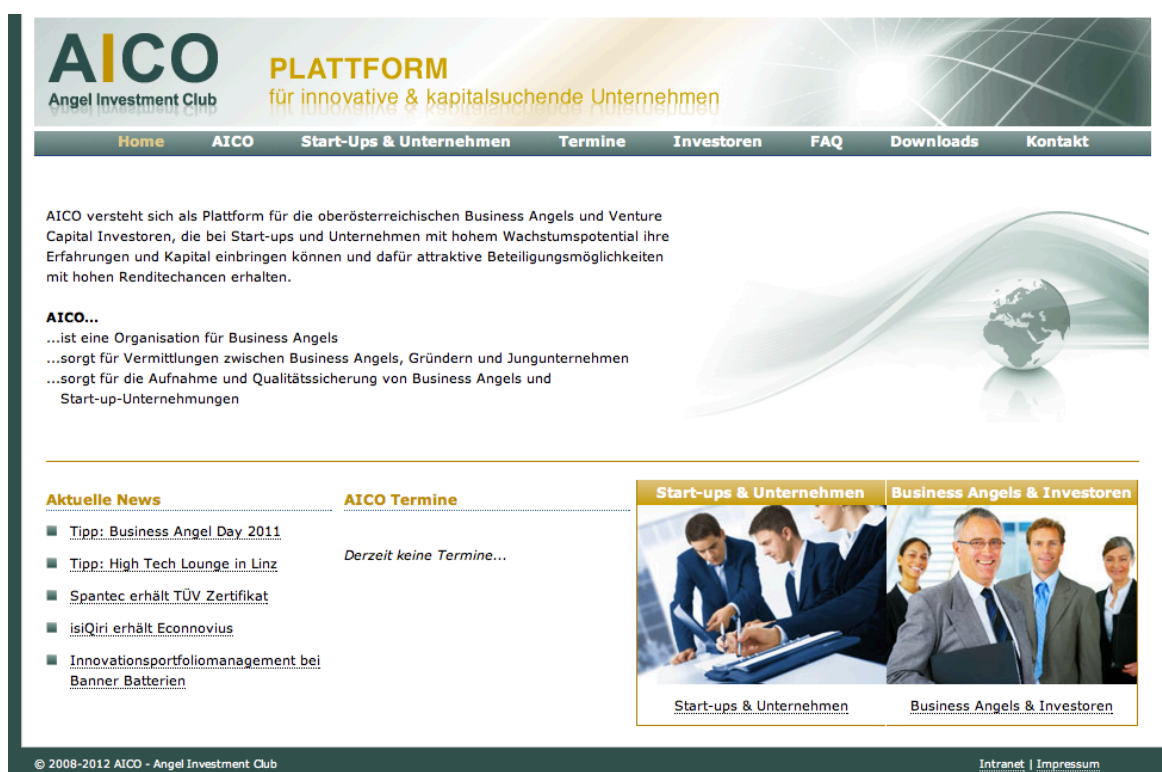 AICO
Angel Investment Club
PLATTFORM
für innovative & kapitalsuchende Unternehmen
Home AICO Start-Ups & Unternehmen Termine Investoren FAQ Downloads Kontakt
AICO versteht sich als Plattform für die oberösterreichischen Business Angels und Venture
Capital Investoren, die bei Start-ups und Unternehmen mit hohem Wachstumspotential ihre
Erfahrungen und Kapital einbringen können und dafür attraktive Beteiligungsmöglichkeiten
mit hohen Renditechancen erhalten.
AICO...
...ist eine Organisation für Business Angels
...sorgt für Vermittlungen zwischen Business Angels, Gründern und Jungunternehmen
...sorgt für die Aufnahme und Qualitätssicherung von Business Angels und
Start-up-Unternehmungen
Aktuelle News
Tipp: Business Angel Day 2011
Tipp: High Tech Lounge in Linz
Spantec erhält TÜV Zertifikat
isiQiri erhält Econnovius
Innovationsportfoliomanagement bei
Banner Batterien
AICO Termine
Derzeit keine Termine...
Start-ups & Unternehmen
Start-ups & Unternehmen
Business Angels & Investoren
Business Angels & Investoren
© 2008-2012 AICO - Angel Investment Club
Intranet | Impressum